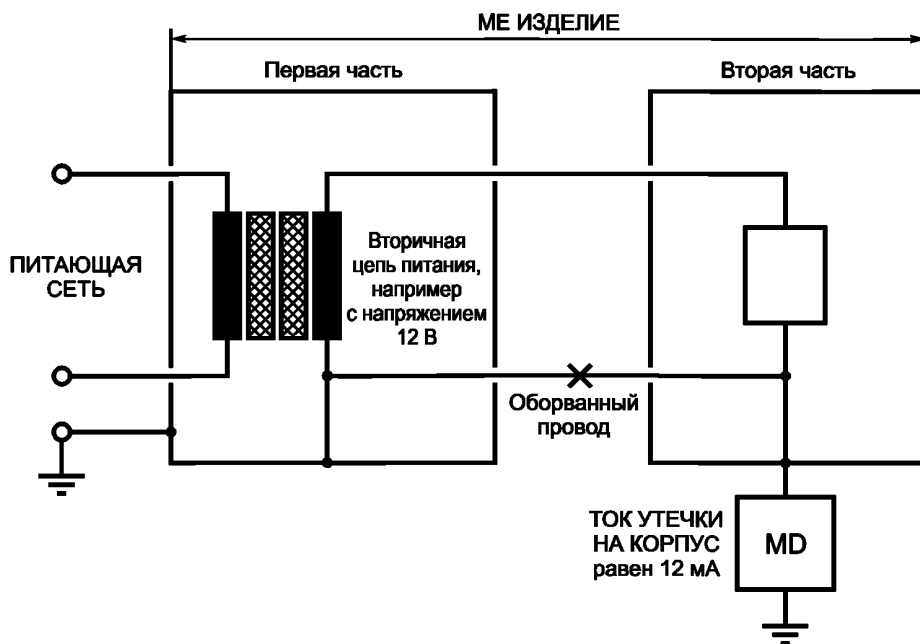 МЕ ИЗДЕЛИЕ
Первая часть
Вторая часть
ПИТАЮЩАЯ
СЕТЬ
Вторичная
цепь питания,
например
с напряжением
12 В
Оборванный
провод
ТОК УТЕЧКИ
НА КОРПУС
равен 12 мА
MD